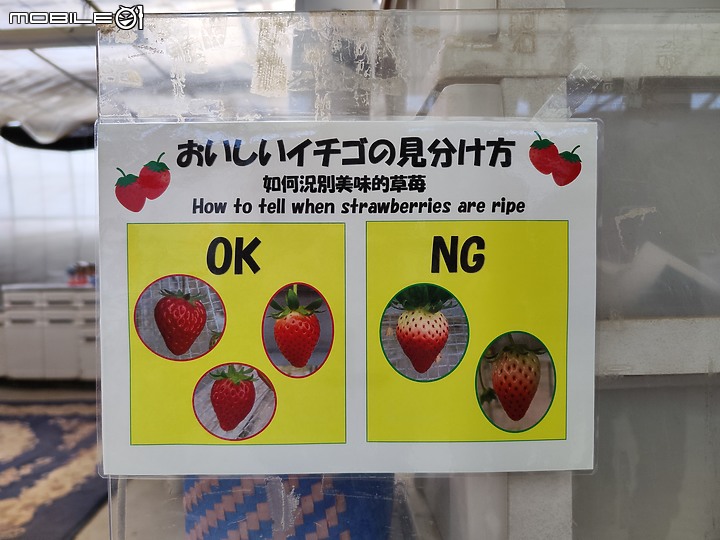 MOBILE01
おいしいイチゴの見分け方
如何況別美味的草莓
How to tell when strawberries are ripe
OK
NG